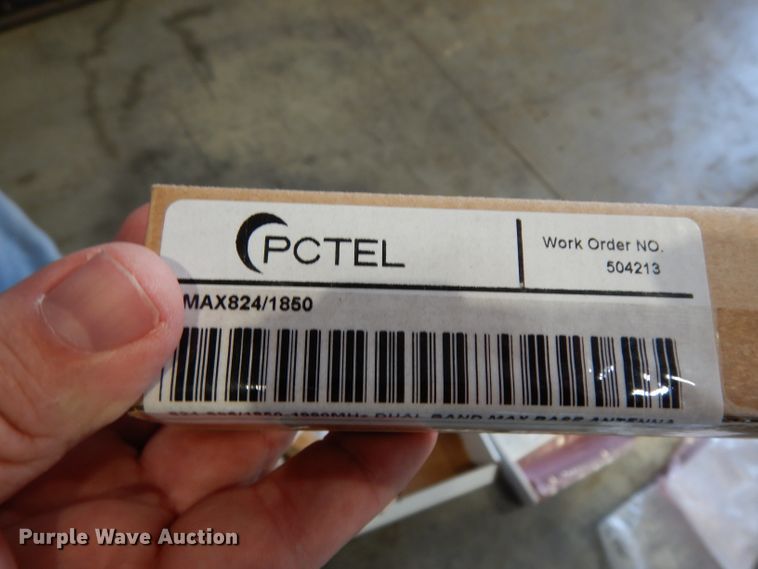 PCTEL
Work Order NO.
504213
MAX824/1850
DUAL BAND MAX BASE ANTENNA
Purple Wave Auction